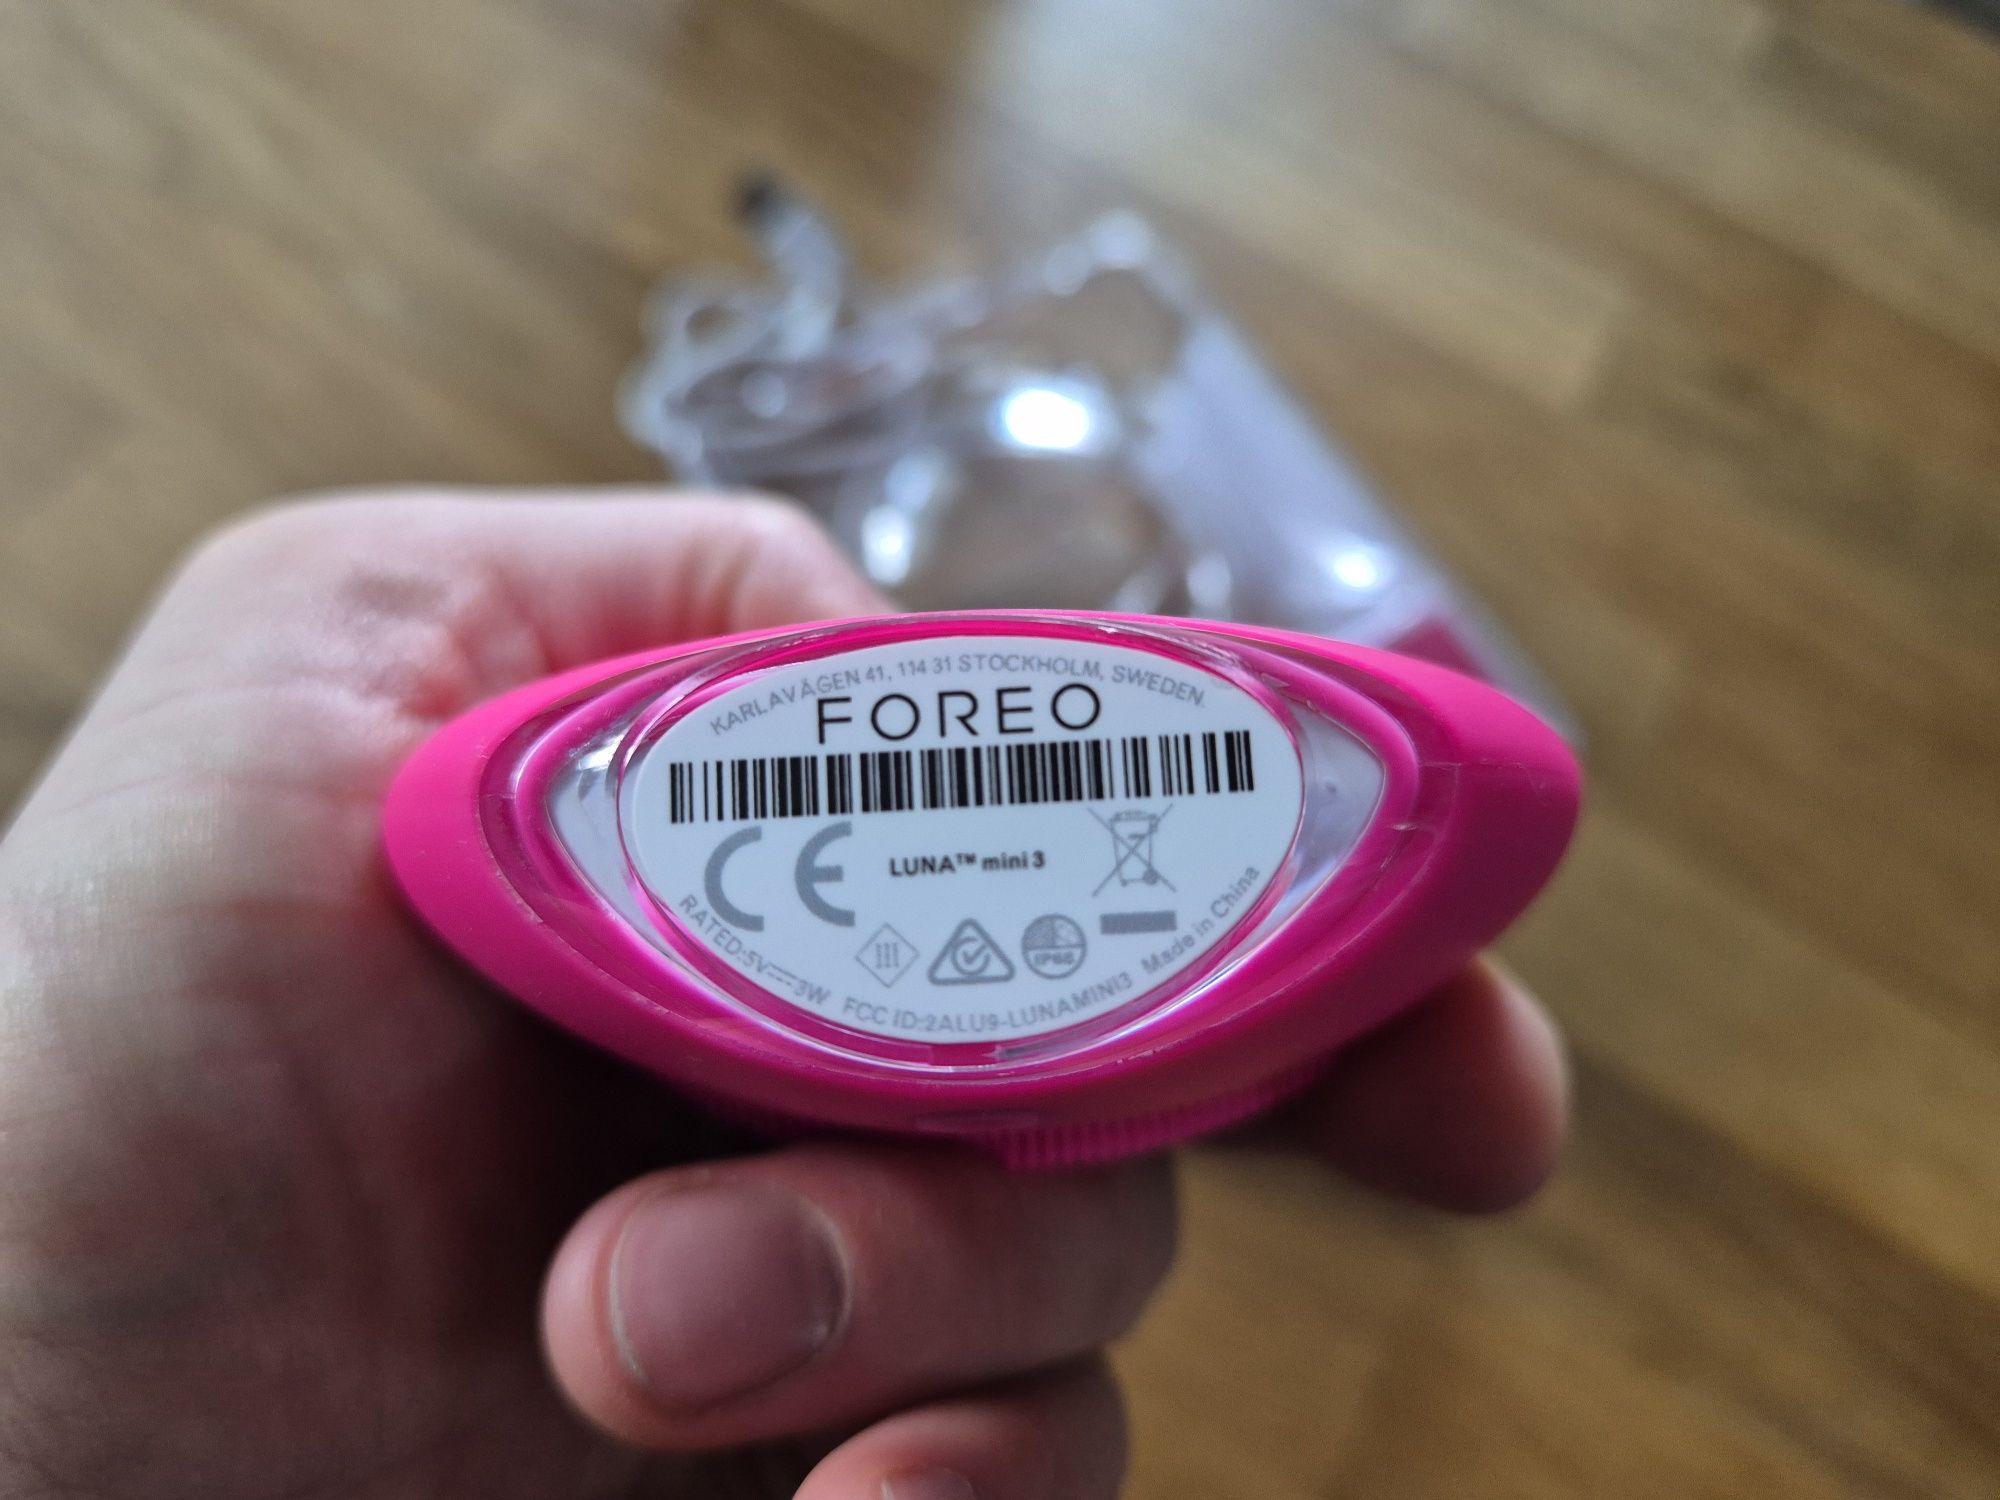 KARLAVÄGEN 41, 114 31 STOCKHOLM, SWEDEN.
FOREO
CE
LUNA™ mini 3
IP68
RATED:5V⎓3W FCC ID:2ALU9-LUNAMINI3 Made in China